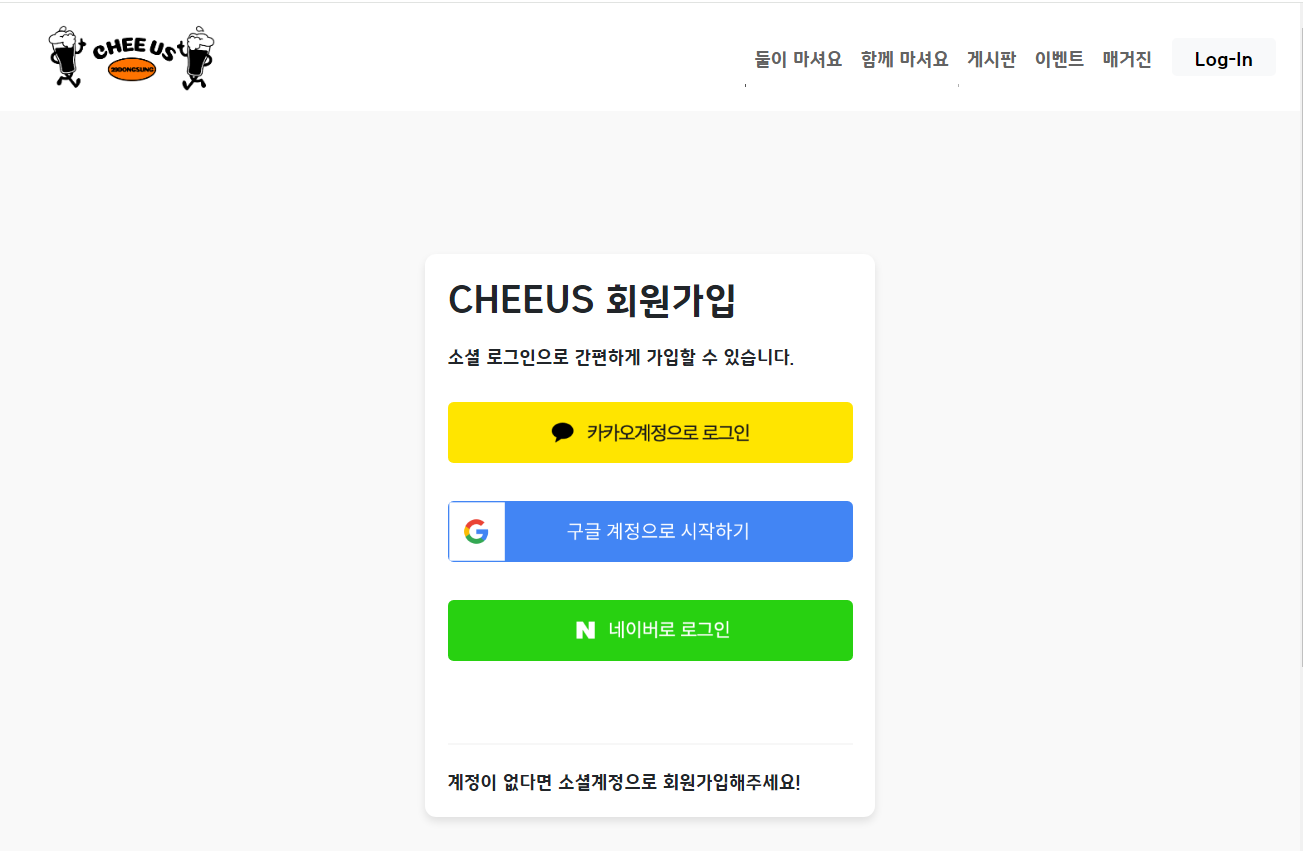 CHEE US
29DONGSUNG
둘이 마셔요 함께 마셔요 게시판 이벤트 매거진 Log-In
CHEEUS 회원가입
소셜 로그인으로 간편하게 가입할 수 있습니다.
카카오계정으로 로그인
구글 계정으로 시작하기
네이버로 로그인
계정이 없다면 소셜계정으로 회원가입해주세요!